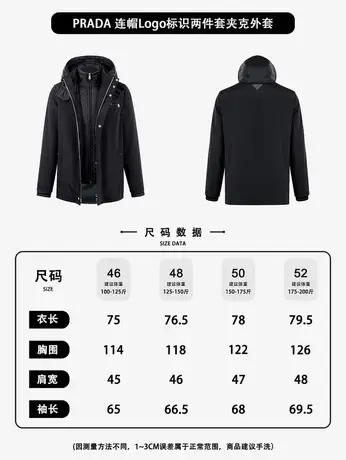 PRADA 连帽Logo标识两件套夹克外套
尺码数据
SIZE DATA
尺码 46 48 50 52
SIZE 建议体重 建议体重 建议体重 建议体重
100-125斤 125-150斤 150-175斤 175-200斤
衣长 75 76.5 78 79.5
胸围 114 118 122 126
肩宽 45 46 47 48
袖长 65 66.5 68 69.5
(因测量方法不同，1~3CM误差属于正常范围，商品建议手洗)